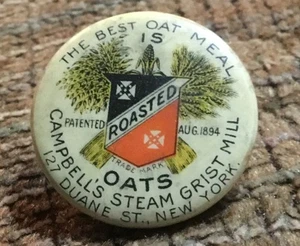 THE BEST OAT MEAL
IS
PATENTED AUG. 1894
ROASTED
TRADE MARK
OATS
CAMPBELL'S STEAM GRIST MILL
127 DUANE ST., NEW YORK.